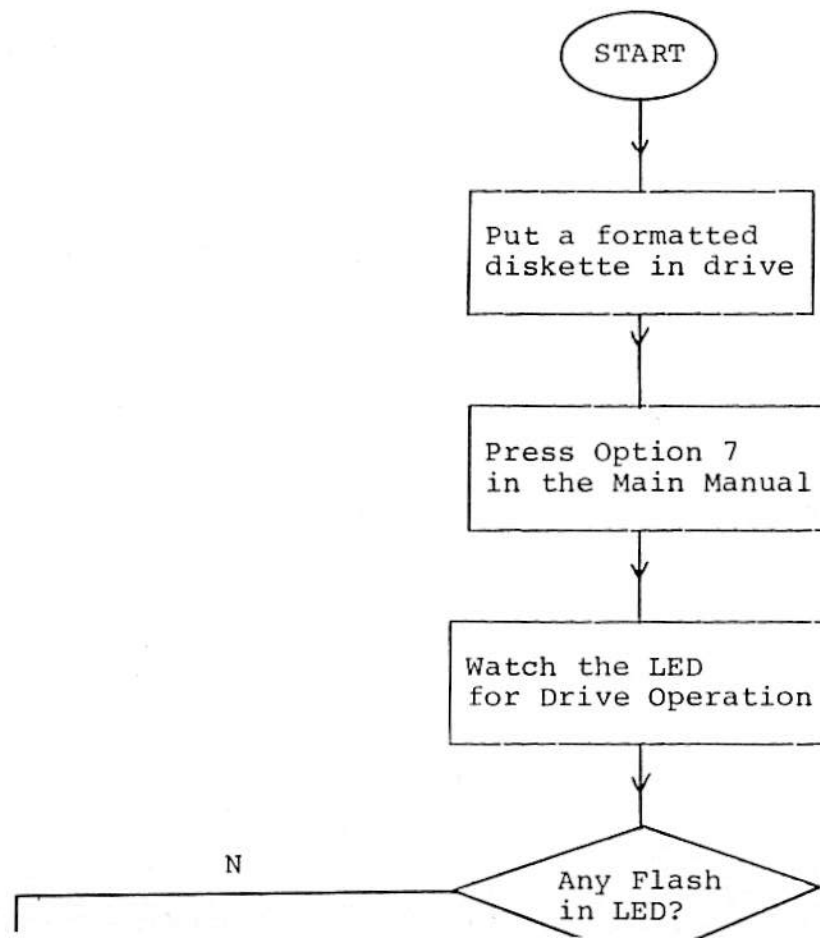 START
Put a formatted
diskette in drive
Press Option 7
in the Main Manual
Watch the LED
for Drive Operation
N
Any Flash
in LED?